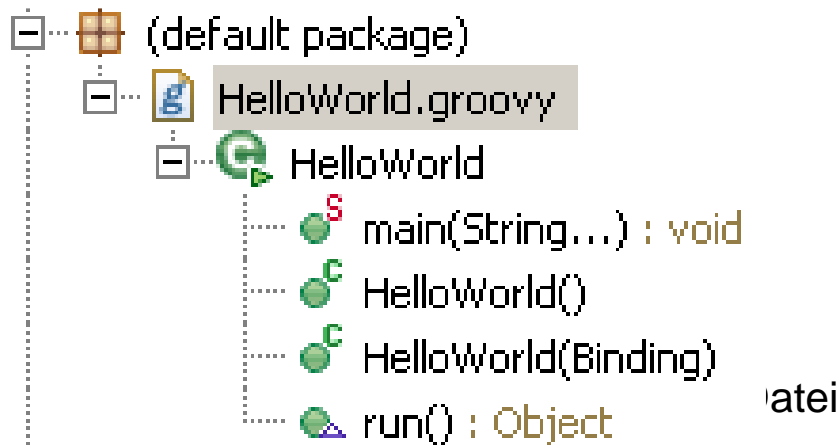 (default package)
HelloWorld.groovy
HelloWorld
main(String...) : void
HelloWorld()
HelloWorld(Binding)
run() : Object